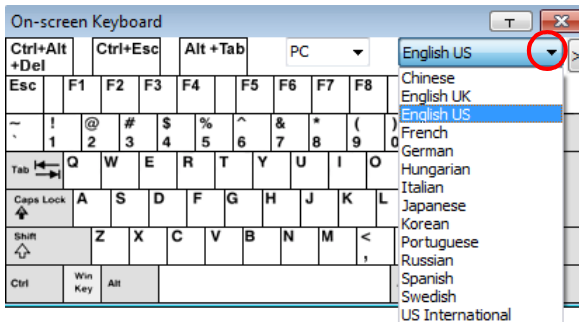 On-screen Keyboard
Ctrl+Alt
+Del
Ctrl+Esc
Alt +Tab
PC
English US
Esc F1 F2 F3 F4 F5 F6 F7 F8
~ ! @ # $ % ^ & * ( )
` 1 2 3 4 5 6 7 8 9 0
Tab Q W E R T Y U I O
Caps Lock A S D F G H J K L
Shift Z X C V B N M <
,
Ctrl Win Key Alt
Chinese
English UK
English US
French
German
Hungarian
Italian
Japanese
Korean
Portuguese
Russian
Spanish
Swedish
US International